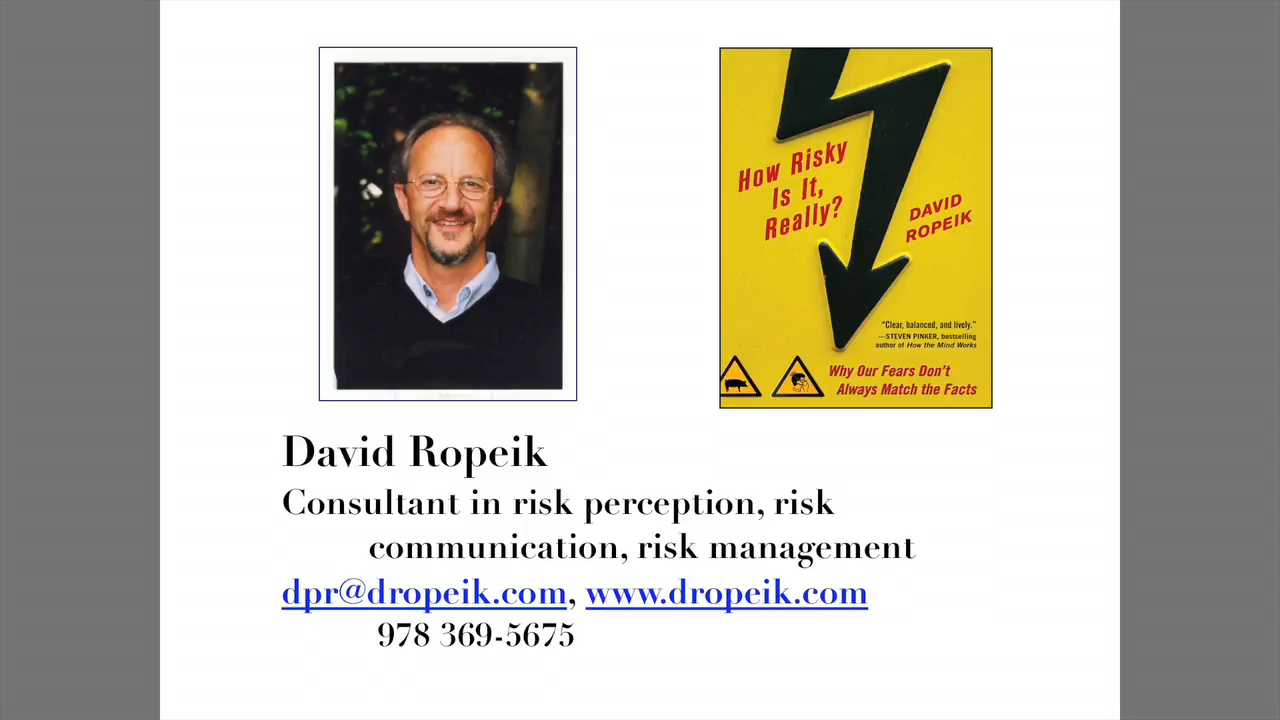 How Risky
Is It,
Really?
DAVID
ROPEIK
"Clear, balanced, and lively."
—STEVEN PINKER, bestselling
author of How the Mind Works
Why Our Fears Don't
Always Match the Facts
David Ropeik
Consultant in risk perception, risk
communication, risk management
dpr@dropeik.com, www.dropeik.com
978 369-5675